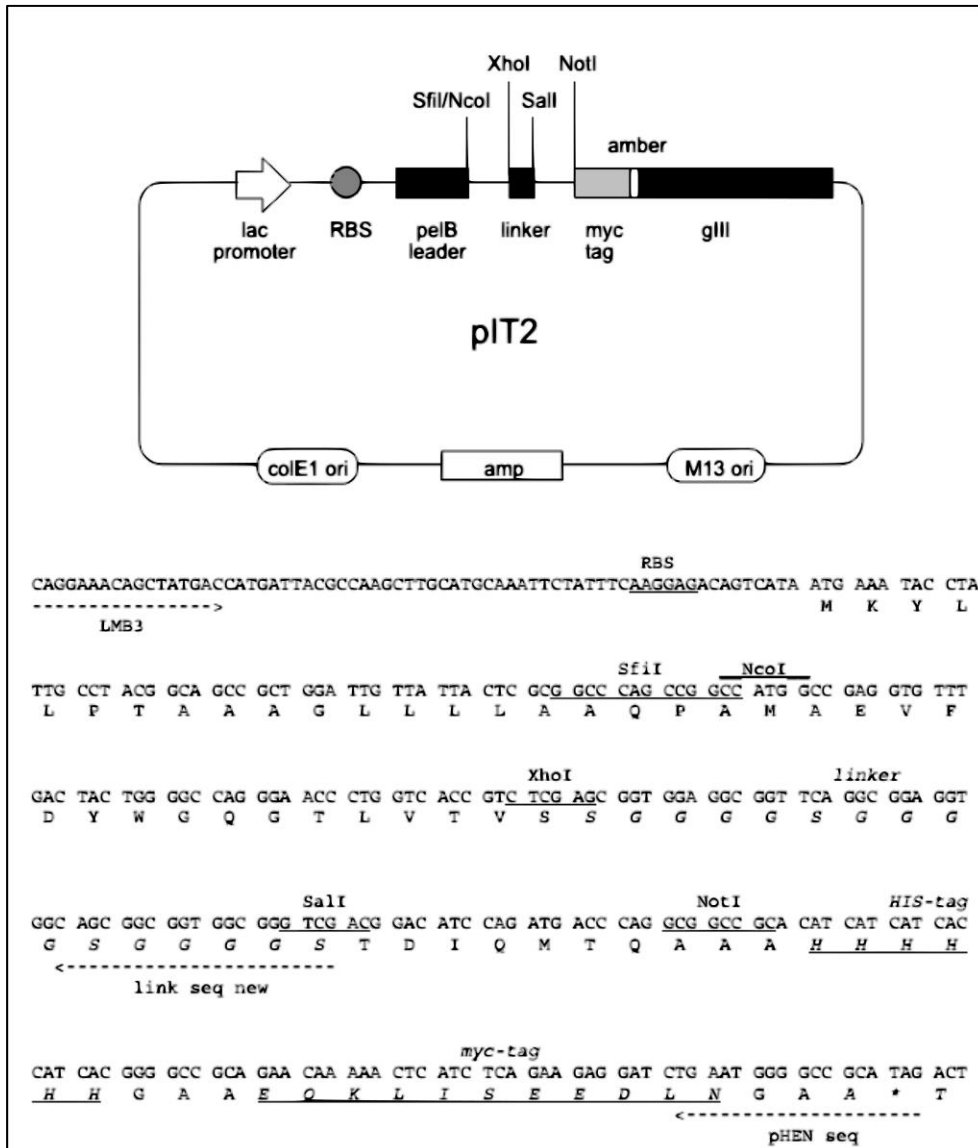 XhoI NotI
SfiI/NcoI SalI
amber
lac promoter RBS pelB leader linker myc tag gIII
pIT2
colE1 ori amp M13 ori
RBS
CAGGAAACAGCTATGACCATGATTACGCCAAGCTTGCATGCAAATTCTATTTCAAGGAGACAGTCATA ATG AAA TAC CTA
-----------------> M K Y L
LMB3
SfiI NcoI
TTG CCT ACG GCA GCC GCT GGA TTG TTA TTA CTC GCG GCC CAG CCG GCC ATG GCC GAG GTG TTT
L P T A A A G L L L L A A Q P A M A E V F
XhoI linker
GAC TAC TGG GGC CAG GGA ACC CTG GTC ACC GTC TCG AGC GGT GGA GGC GGT TCA GGC GGA GGT
D Y W G Q G T L V T V S S G G G G S G G G
SalI NotI HIS-tag
GGC AGC GGC GGT GGC GGG TCG ACG GAC ATC CAG ATG ACC CAG GCG GCC GCA CAT CAT CAT CAC
G S G G G G S T D I Q M T Q A A A H H H H
<--------------------
link seq new
myc-tag
CAT CAC GGG GCC GCA GAA CAA AAA CTC ATC TCA GAA GAG GAT CTG AAT GGG GCC GCA TAG ACT
H H G A A E Q K L I S E E D L N G A A * T
<-----------------
pHEN seq